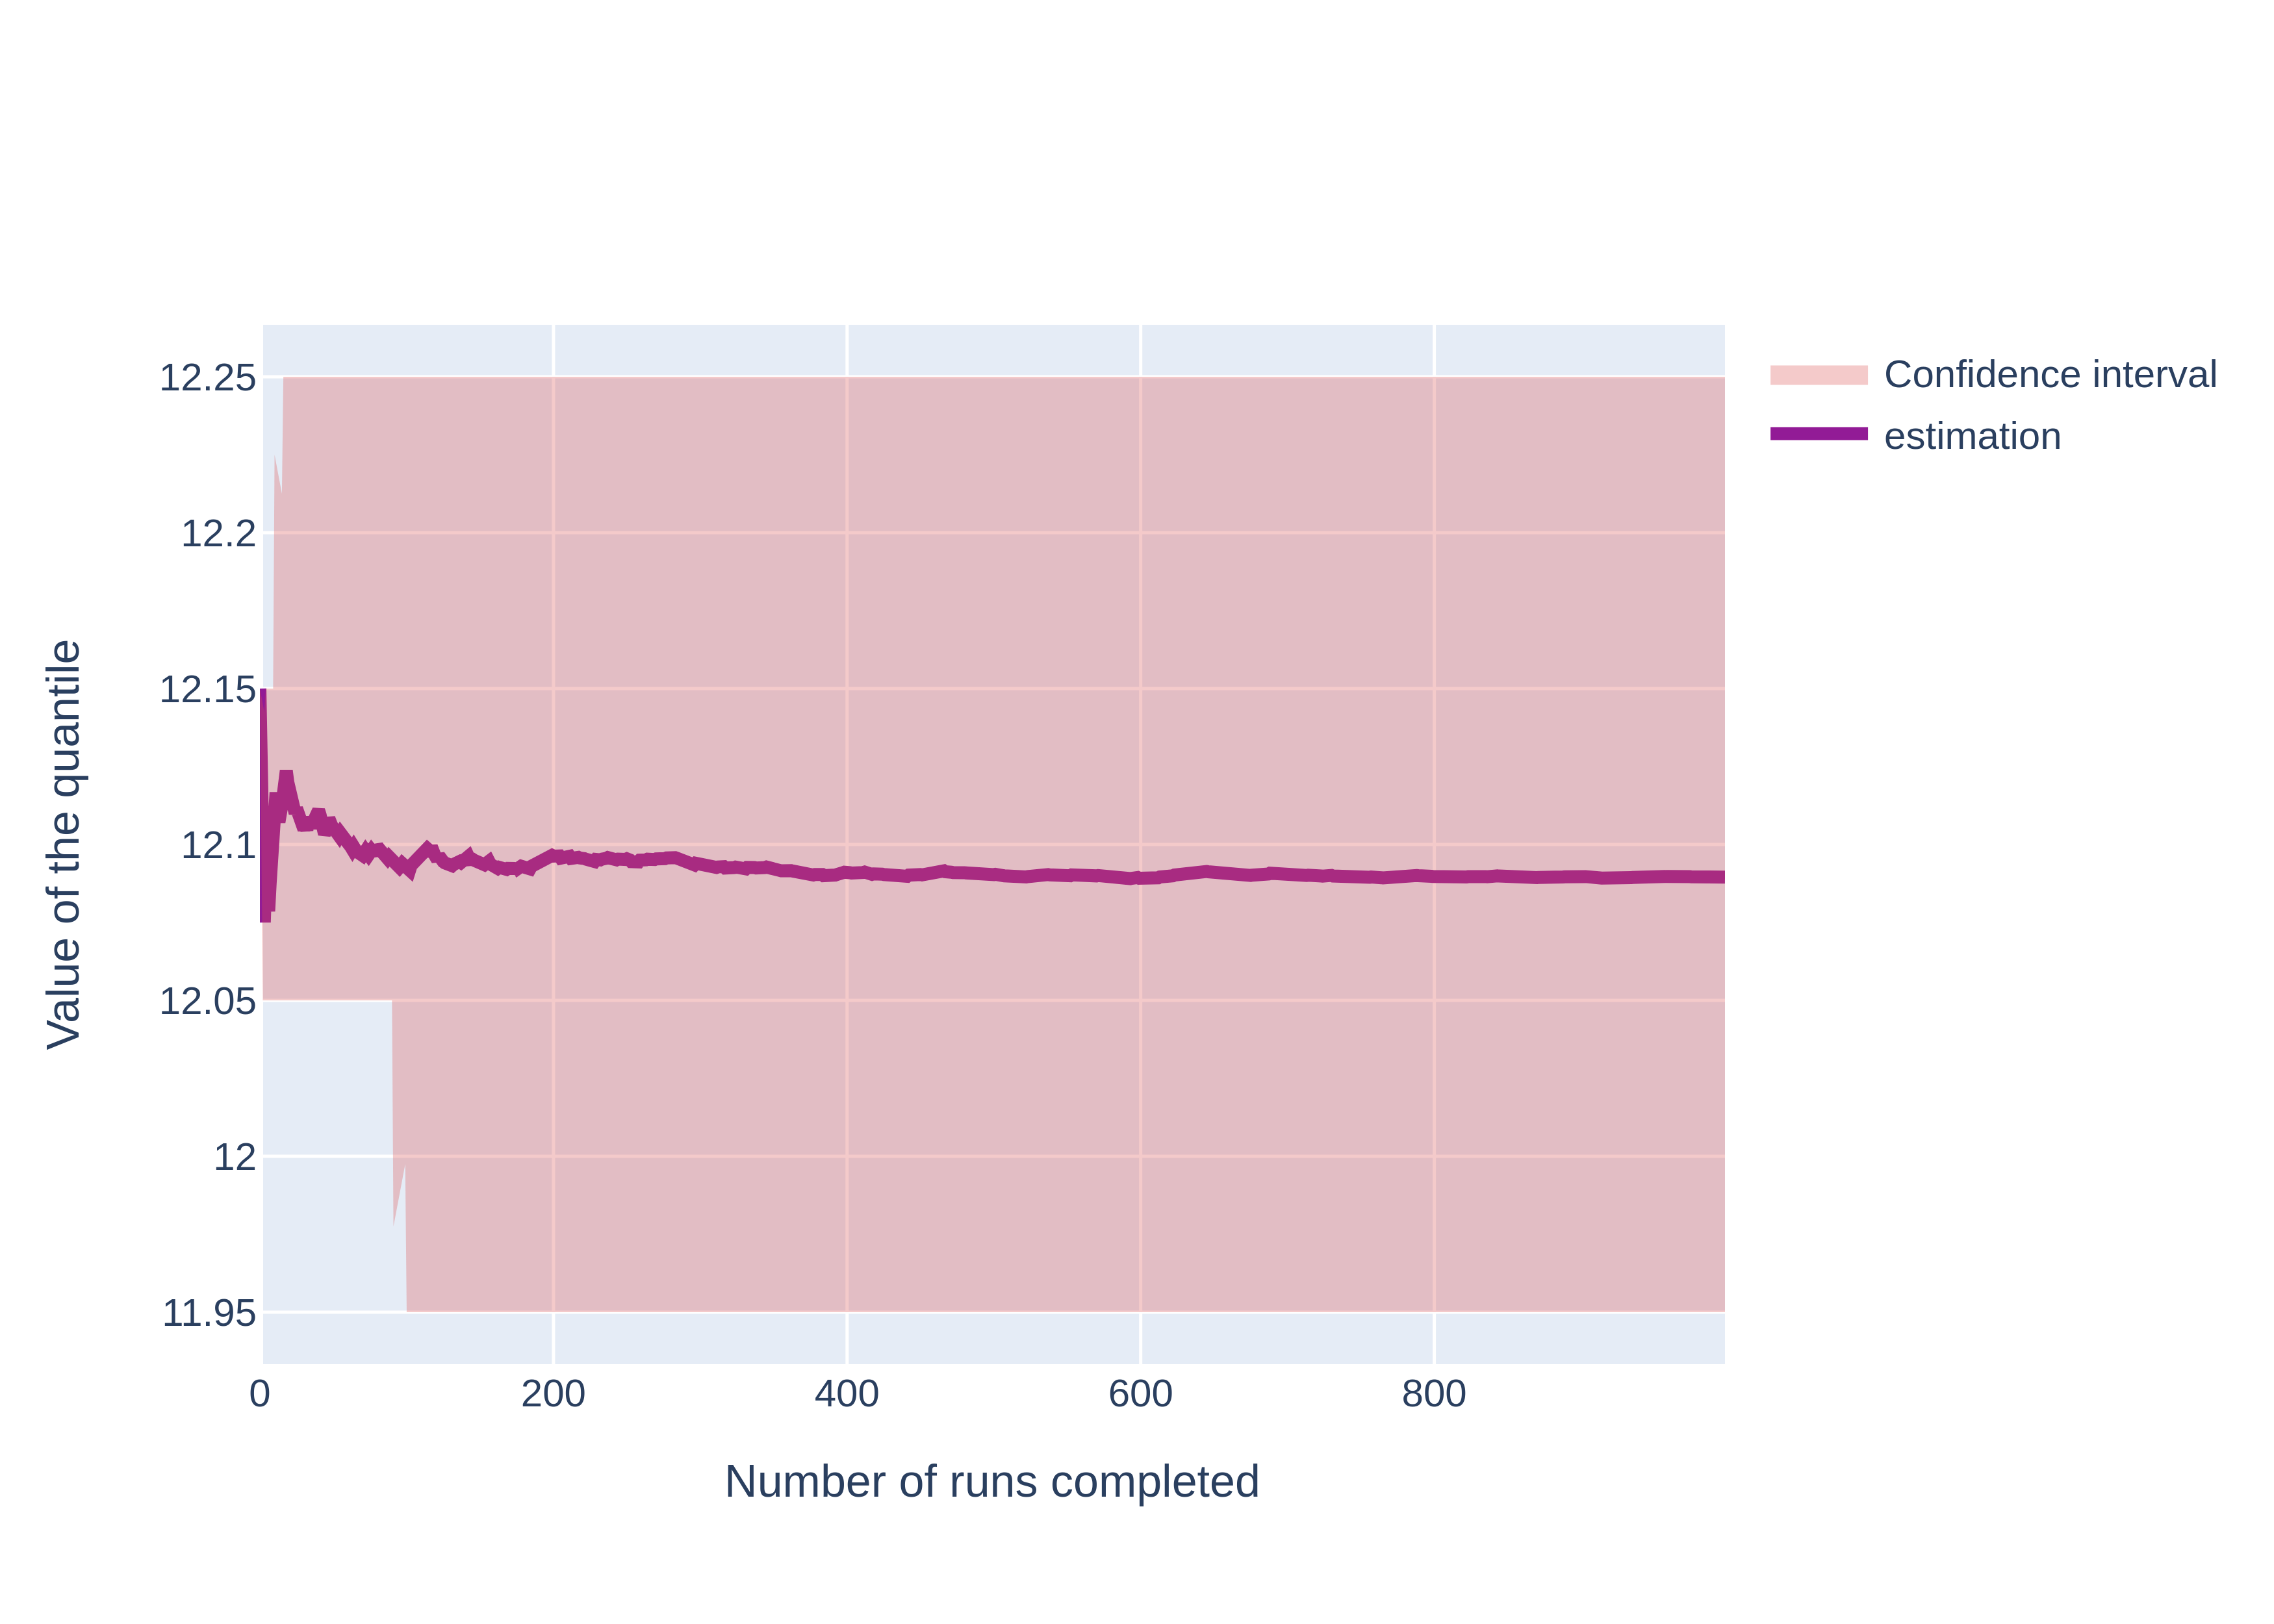 12.25
12.2
12.15
12.1
12.05
12
11.95
0 200 400 600 800
Number of runs completed
Value of the quantile
Confidence interval
estimation